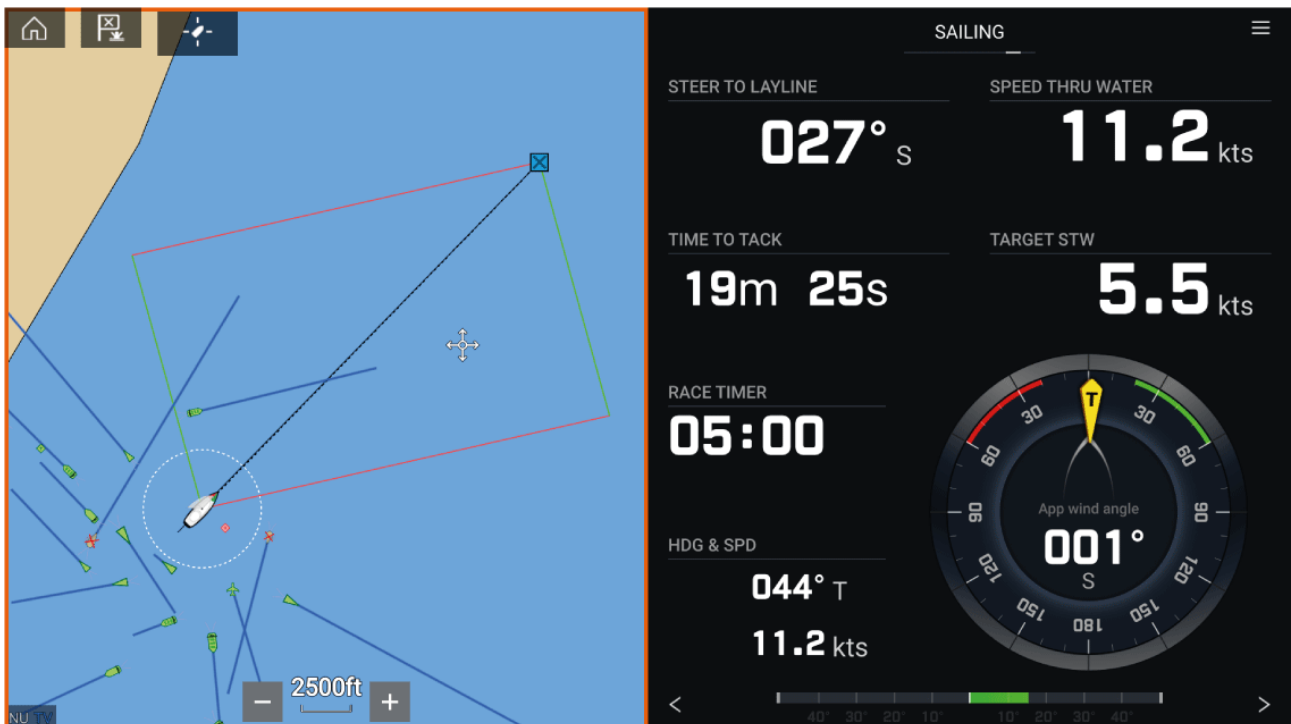 SAILING
STEER TO LAYLINE
027° S
SPEED THRU WATER
11.2 kts
TIME TO TACK
19m 25s
TARGET STW
5.5 kts
RACE TIMER
05:00
HDG & SPD
044° T
11.2 kts
T
30 30
60 60
90 90
120 120
150 150
180
App wind angle
001°
S
40° 30° 20° 10° 10° 20° 30° 40°
2500ft
NU TV